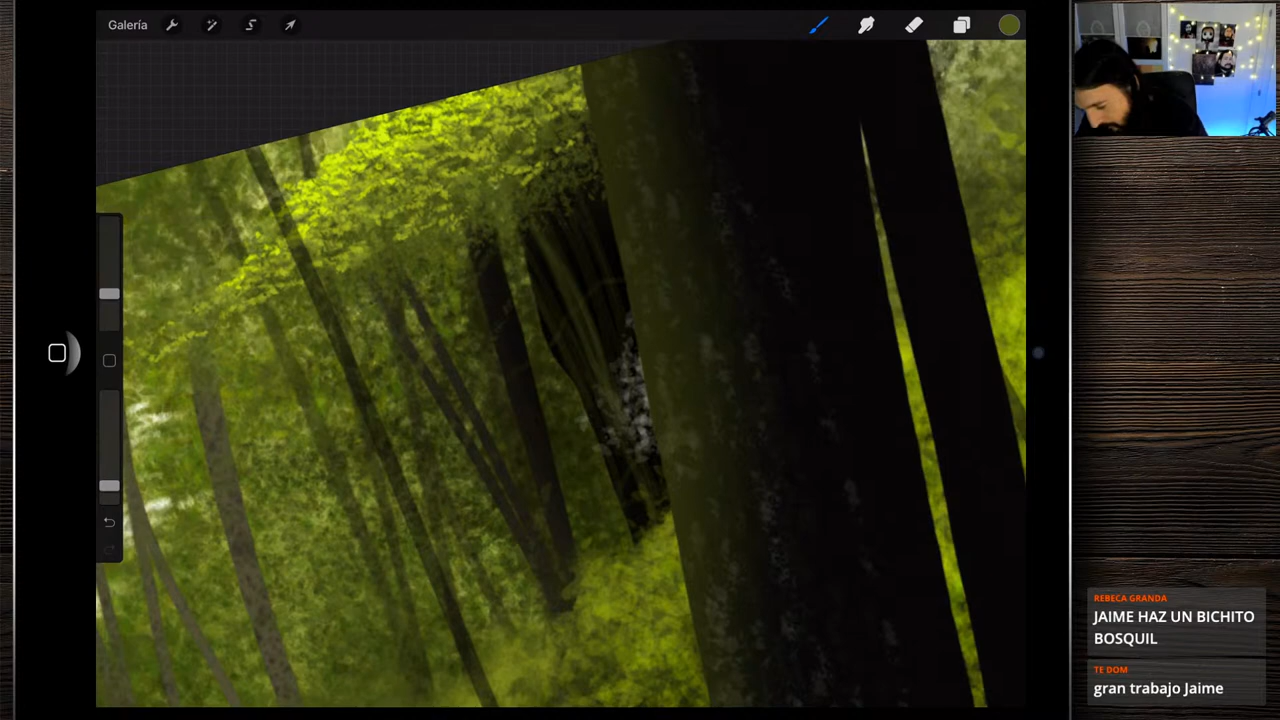 Galería
REBECA GRANDA
JAIME HAZ UN BICHITO
BOSQUIL
TE DOM
gran trabajo Jaime